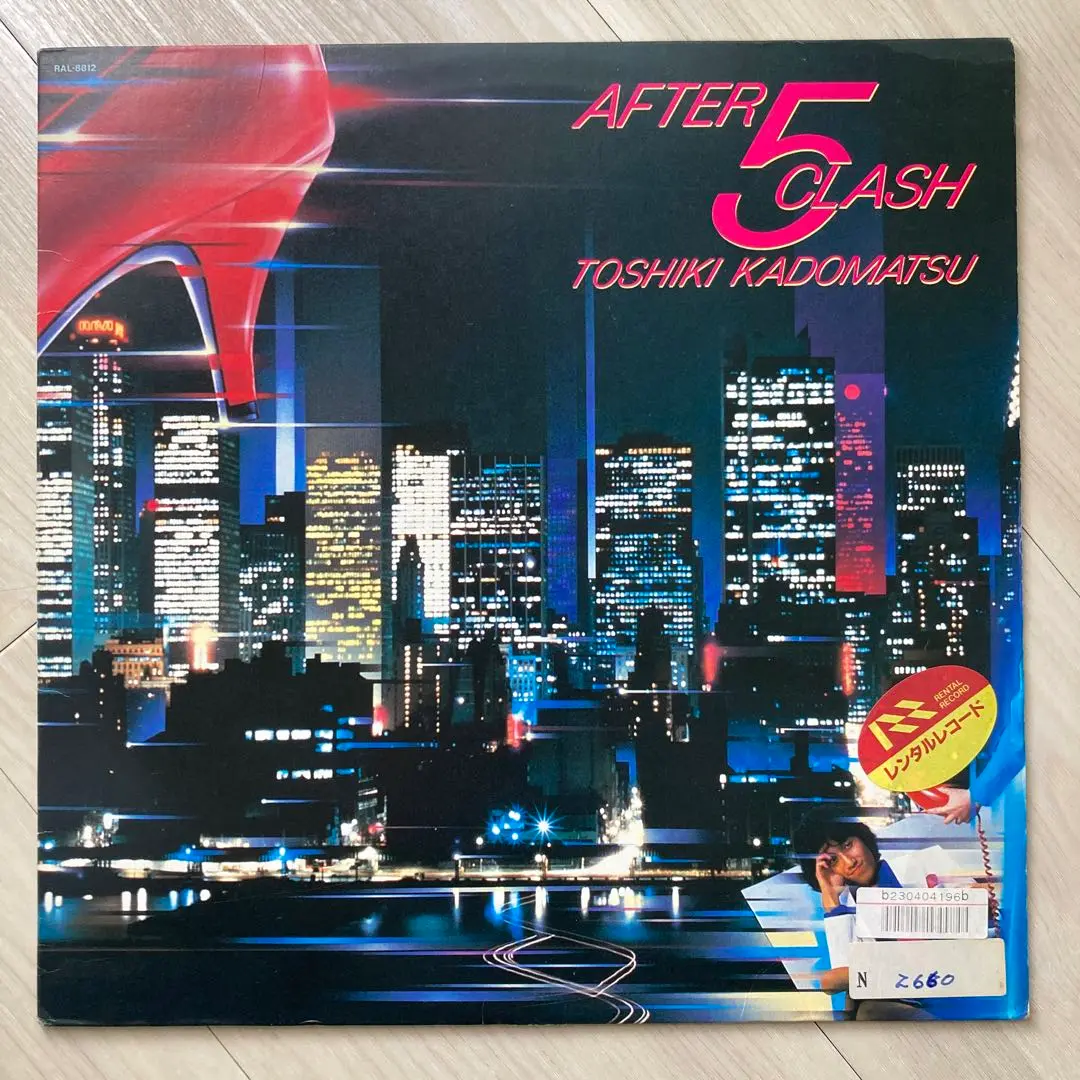 RAL-8812
AFTER
5
CLASH
TOSHIKI KADOMATSU
RENTAL
RECORD
レンタルレコード
b230404196b
N 2660